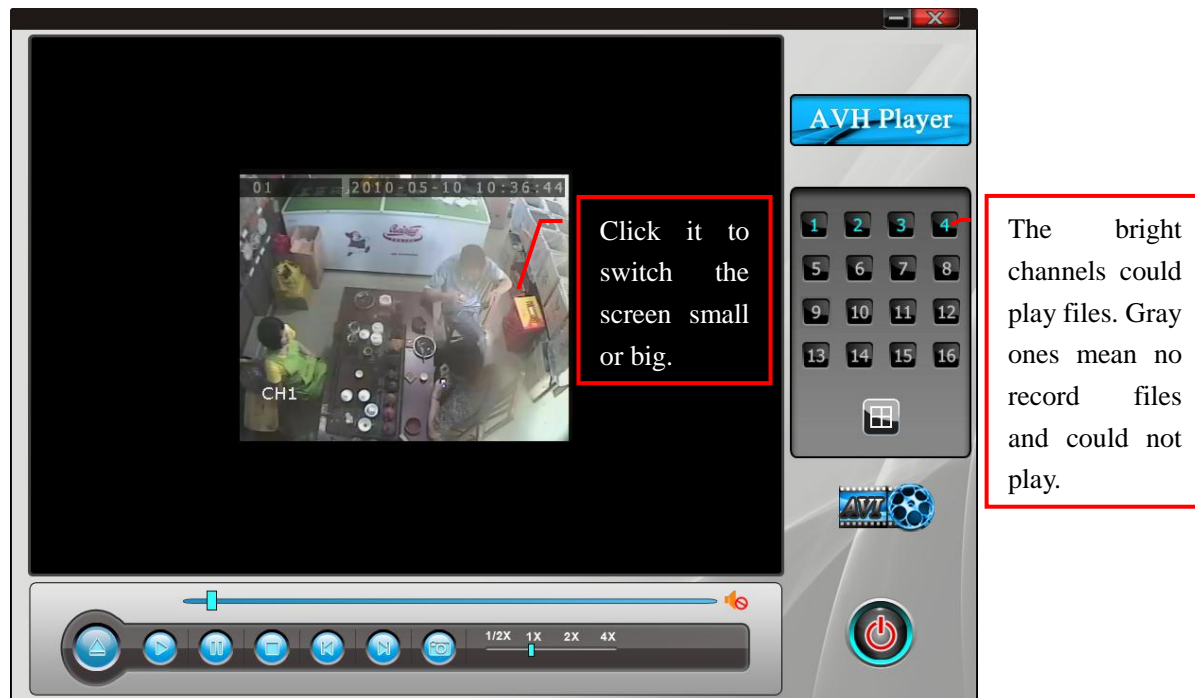 AVH Player
01 2010-05-10 10:36:44
CH1
Click it to
switch the
screen small
or big.
1 2 3 4
5 6 7 8
9 10 11 12
13 14 15 16
The bright
channels could
play files. Gray
ones mean no
record files
and could not
play.
AVI
1/2X 1X 2X 4X